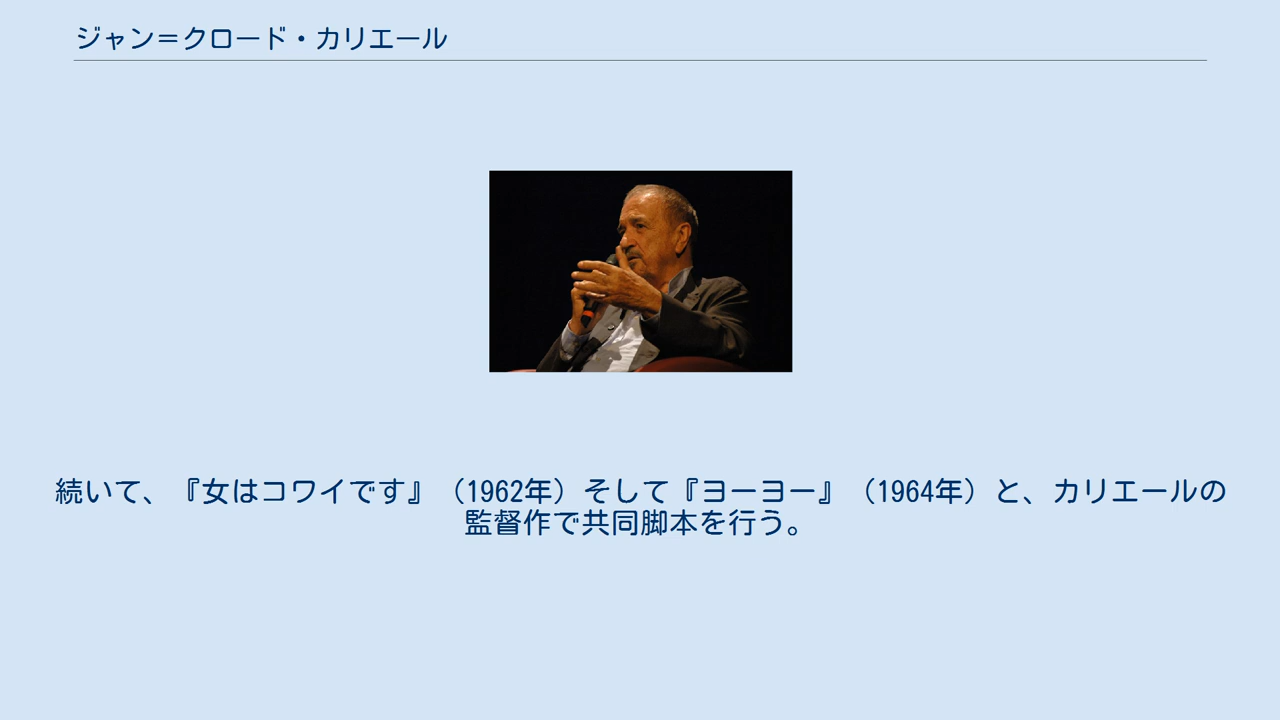 ジャン＝クロード・カリエール
続いて、『女はコワイです』（1962年）そして『ヨーヨー』（1964年）と、カリエールの
監督作で共同脚本を行う。